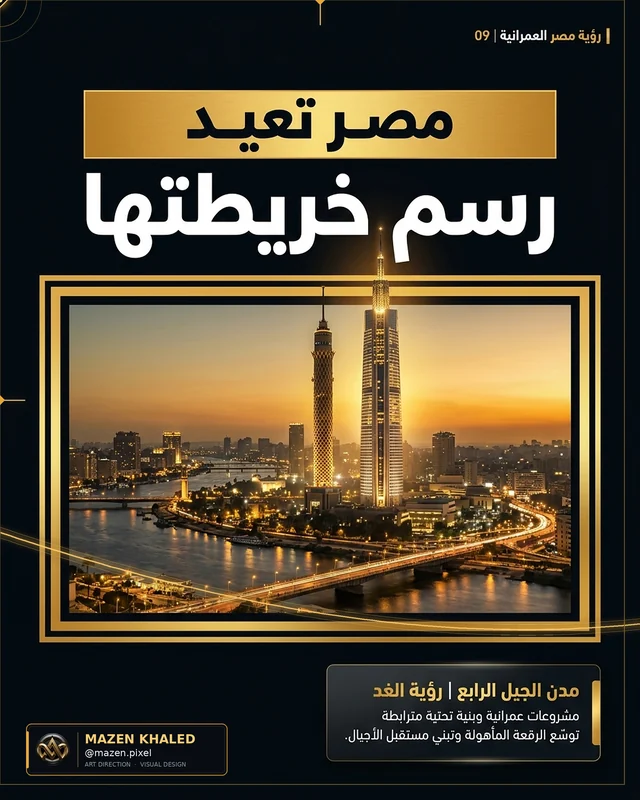 رؤية مصر العمرانية | 09
مصر تعيد
رسم خريطتها
مدن الجيل الرابع | رؤية الغد
مشروعات عمرانية وبنية تحتية مترابطة
توسّع الرقعة المأهولة وتبني مستقبل الأجيال.
MAZEN KHALED
@mazen.pixel
ART DIRECTION · VISUAL DESIGN